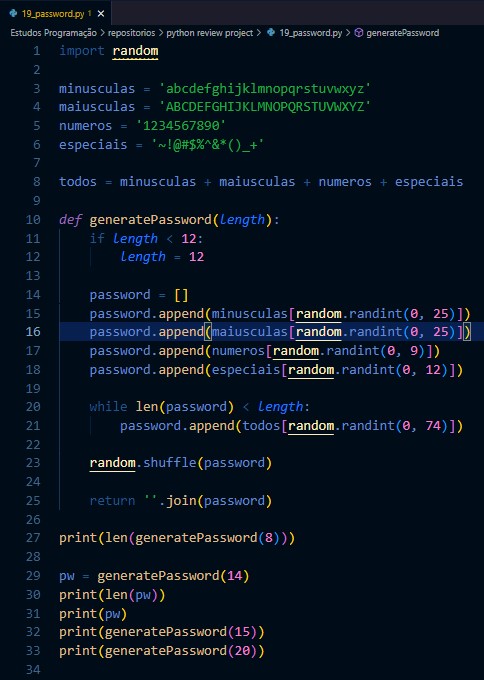 19_password.py 1 ×
Estudos Programação > repositorios > python review project > 19_password.py > generatePassword
1 import random
2
3 minusculas = 'abcdefghijklmnopqrstuvwxyz'
4 maiusculas = 'ABCDEFGHIJKLMNOPQRSTUVWXYZ'
5 numeros = '1234567890'
6 especiais = '~!@#$%^&*()_+'
7
8 todos = minusculas + maiusculas + numeros + especiais
9
10 def generatePassword(length):
11     if length < 12:
12         length = 12
13
14     password = []
15     password.append(minusculas[random.randint(0, 25)])
16     password.append(maiusculas[random.randint(0, 25)])
17     password.append(numeros[random.randint(0, 9)])
18     password.append(especiais[random.randint(0, 12)])
19
20     while len(password) < length:
21         password.append(todos[random.randint(0, 74)])
22
23     random.shuffle(password)
24
25     return ''.join(password)
26
27 print(len(generatePassword(8)))
28
29 pw = generatePassword(14)
30 print(len(pw))
31 print(pw)
32 print(generatePassword(15))
33 print(generatePassword(20))
34